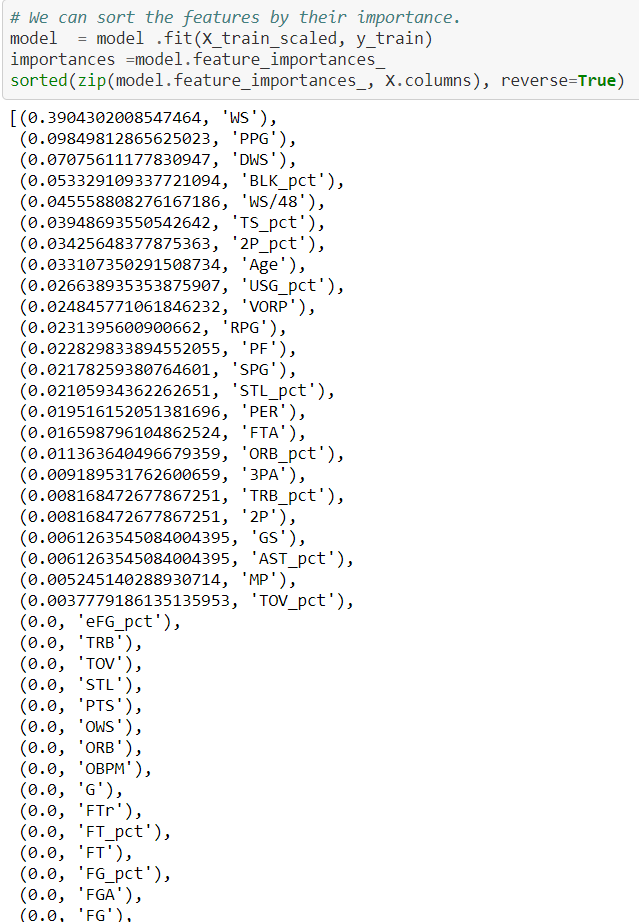 # We can sort the features by their importance.
model  = model .fit(X_train_scaled, y_train)
importances =model.feature_importances_
sorted(zip(model.feature_importances_, X.columns), reverse=True)
[(0.3904302008547464, 'WS'),
(0.09849812865625023, 'PPG'),
(0.07075611177830947, 'DWS'),
(0.053329109337721094, 'BLK_pct'),
(0.045558808276167186, 'WS/48'),
(0.03948693550542642, 'TS_pct'),
(0.03425648377875363, '2P_pct'),
(0.033107350291508734, 'Age'),
(0.026638935353875907, 'USG_pct'),
(0.024845771061846232, 'VORP'),
(0.0231395600900662, 'RPG'),
(0.022829833894552055, 'PF'),
(0.02178259380764601, 'SPG'),
(0.02105934362262651, 'STL_pct'),
(0.019516152051381696, 'PER'),
(0.016598796104862524, 'FTA'),
(0.011363640496679359, 'ORB_pct'),
(0.009189531762600659, '3PA'),
(0.008168472677867251, 'TRB_pct'),
(0.008168472677867251, '2P'),
(0.0061263545084004395, 'GS'),
(0.0061263545084004395, 'AST_pct'),
(0.005245140288930714, 'MP'),
(0.0037779186135135953, 'TOV_pct'),
(0.0, 'eFG_pct'),
(0.0, 'TRB'),
(0.0, 'TOV'),
(0.0, 'STL'),
(0.0, 'PTS'),
(0.0, 'OWS'),
(0.0, 'ORB'),
(0.0, 'OBPM'),
(0.0, 'G'),
(0.0, 'FTr'),
(0.0, 'FT_pct'),
(0.0, 'FT'),
(0.0, 'FG_pct'),
(0.0, 'FGA'),
(0.0, 'FG'),